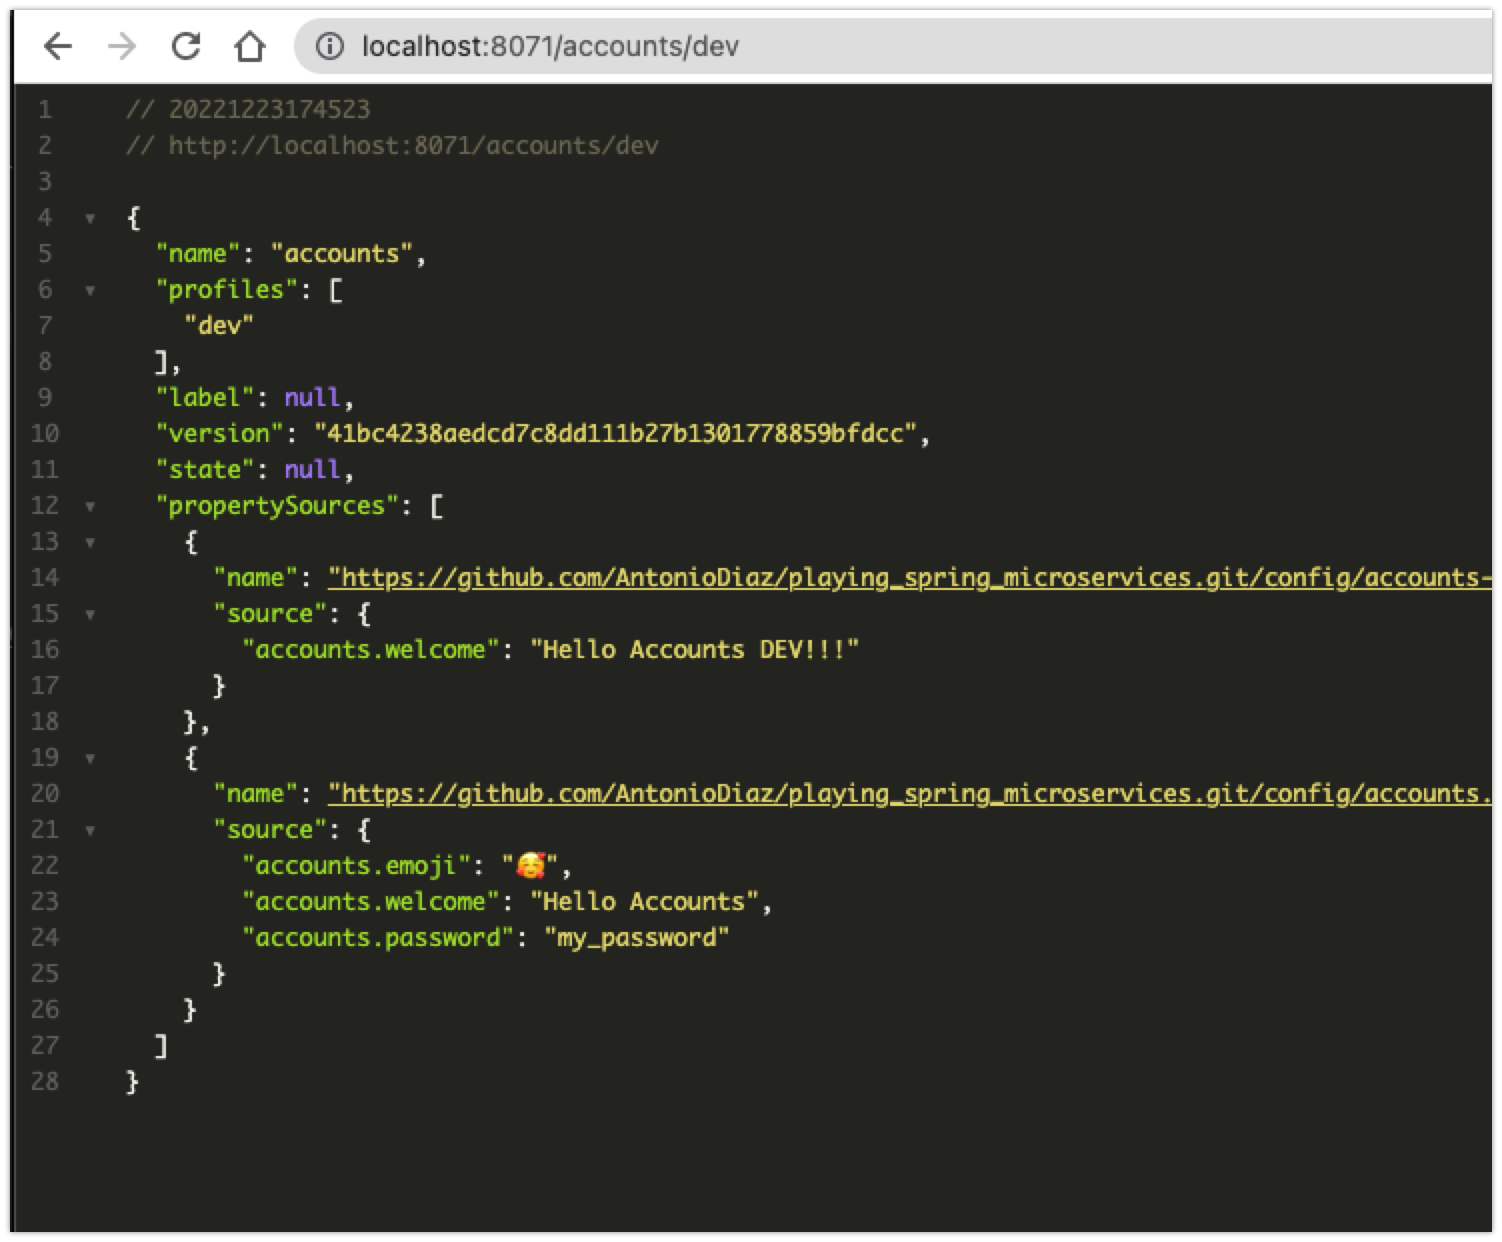 localhost:8071/accounts/dev
1 // 20221223174523
2 // http://localhost:8071/accounts/dev
3
4 {
5 "name": "accounts",
6 "profiles": [
7 "dev"
8 ],
9 "label": null,
10 "version": "41bc4238aedcd7c8dd111b27b1301778859bfdcc",
11 "state": null,
12 "propertySources": [
13 {
14 "name": "https://github.com/AntonioDiaz/playing_spring_microservices.git/config/accounts-
15 "source": {
16 "accounts.welcome": "Hello Accounts DEV!!!"
17 }
18 },
19 {
20 "name": "https://github.com/AntonioDiaz/playing_spring_microservices.git/config/accounts.
21 "source": {
22 "accounts.emoji": "🥰",
23 "accounts.welcome": "Hello Accounts",
24 "accounts.password": "my_password"
25 }
26 }
27 ]
28 }